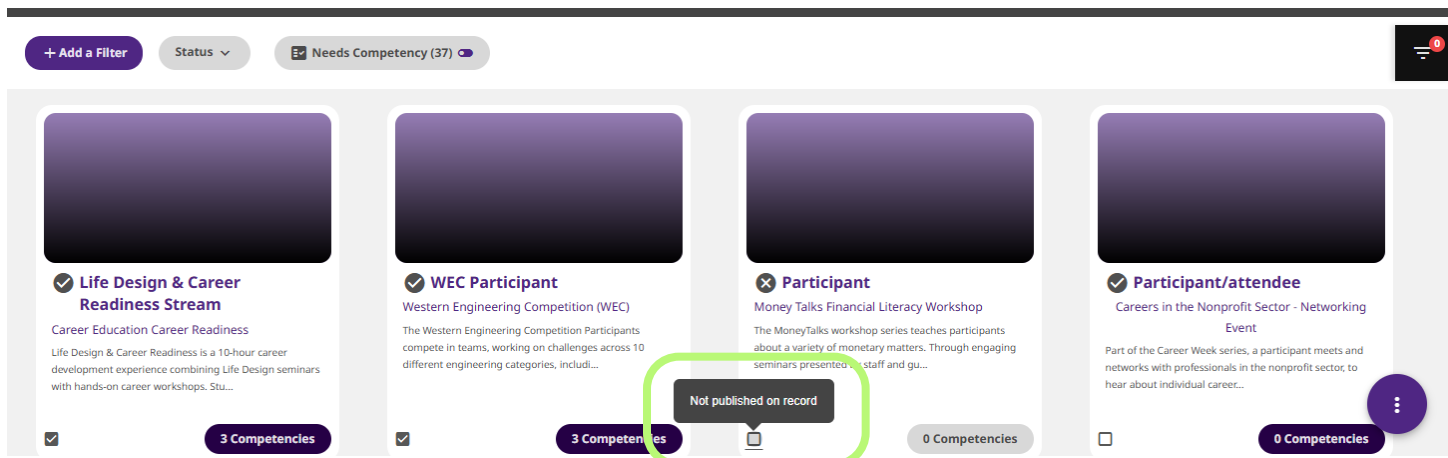 + Add a Filter
Status
Needs Competency (37)
0
Life Design & Career
Readiness Stream
Career Education Career Readiness
Life Design & Career Readiness is a 10-hour career
development experience combining Life Design seminars
with hands-on career workshops. Stu...
3 Competencies
WEC Participant
Western Engineering Competition (WEC)
The Western Engineering Competition Participants
compete in teams, working on challenges across 10
different engineering categories, includi...
3 Competencies
Participant
Money Talks Financial Literacy Workshop
The MoneyTalks workshop series teaches participants
about a variety of monetary matters. Through engaging
seminars presented by staff and gu...
Not published on record
0 Competencies
Participant/attendee
Careers in the Nonprofit Sector - Networking
Event
Part of the Career Week series, a participant meets and
networks with professionals in the nonprofit sector, to
hear about individual career...
0 Competencies